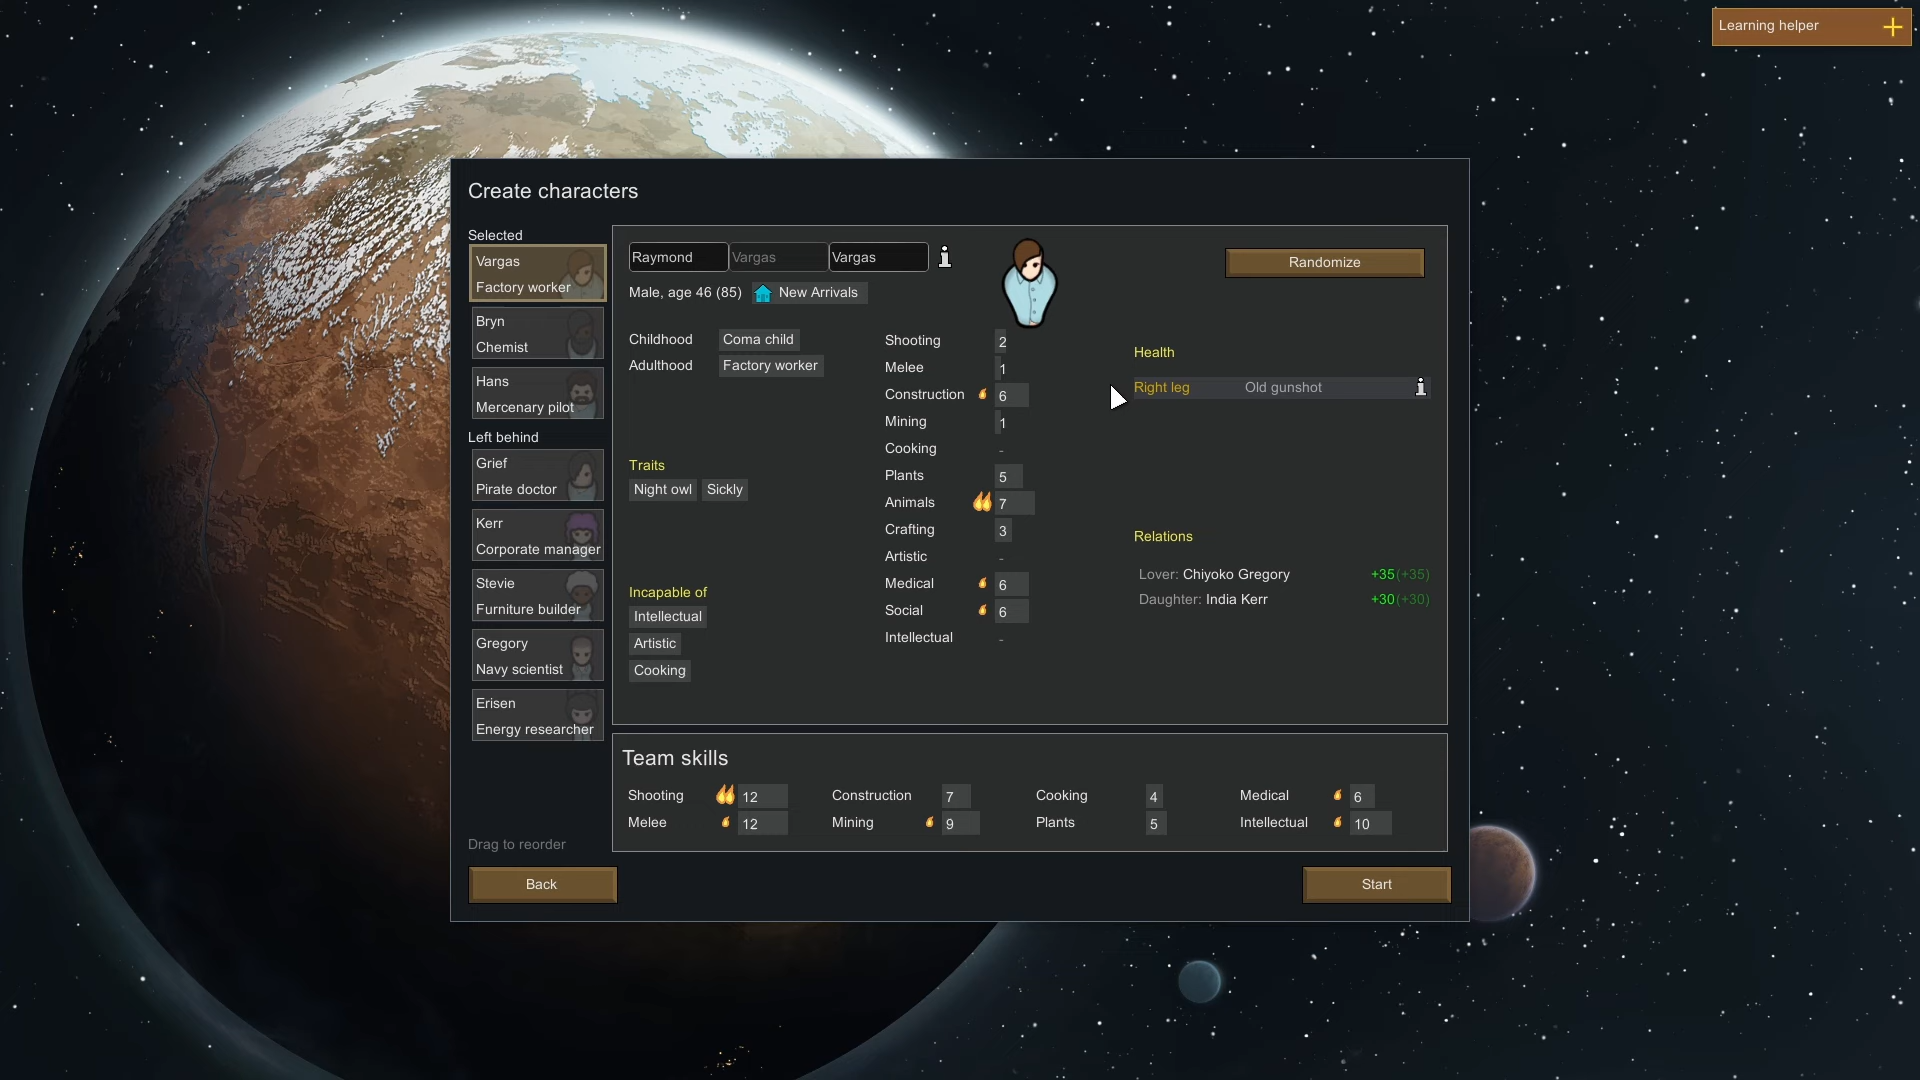 Learning helper
Create characters
Selected
Vargas
Factory worker
Bryn
Chemist
Hans
Mercenary pilot
Left behind
Grief
Pirate doctor
Kerr
Corporate manager
Stevie
Furniture builder
Gregory
Navy scientist
Erisen
Energy researcher
Drag to reorder
Raymond Vargas Vargas
Male, age 46 (85) New Arrivals
Childhood Coma child
Adulthood Factory worker
Traits
Night owl Sickly
Incapable of
Intellectual
Artistic
Cooking
Shooting 2
Melee 1
Construction 6
Mining 1
Cooking -
Plants 5
Animals 7
Crafting 3
Artistic -
Medical 6
Social 6
Intellectual -
Randomize
Health
Right leg Old gunshot
Relations
Lover: Chiyoko Gregory +35(+35)
Daughter: India Kerr +30(+30)
Team skills
Shooting 12 Construction 7 Cooking 4 Medical 6
Melee 12 Mining 9 Plants 5 Intellectual 10
Back
Start